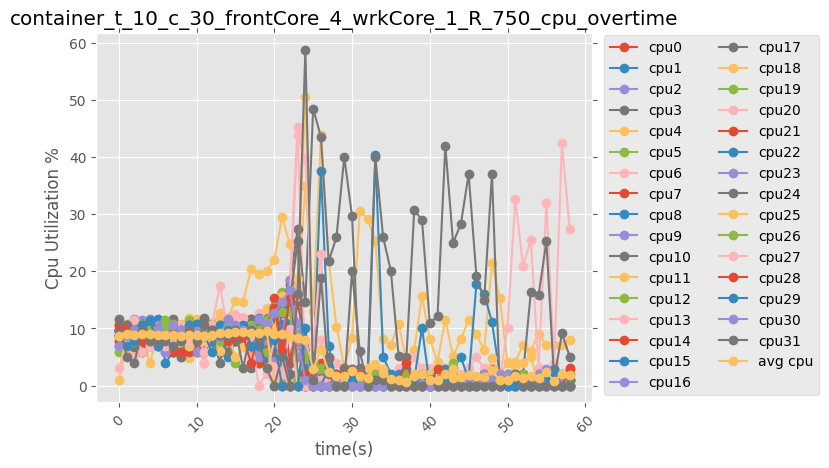 container_t_10_c_30_frontCore_4_wrkCore_1_R_750_cpu_overtime
Cpu Utilization %
60
50
40
30
20
10
0
0
10
20
30
40
50
60
time(s)
cpu0
cpu1
cpu2
cpu3
cpu4
cpu5
cpu6
cpu7
cpu8
cpu9
cpu10
cpu11
cpu12
cpu13
cpu14
cpu15
cpu16
cpu17
cpu18
cpu19
cpu20
cpu21
cpu22
cpu23
cpu24
cpu25
cpu26
cpu27
cpu28
cpu29
cpu30
cpu31
avg cpu